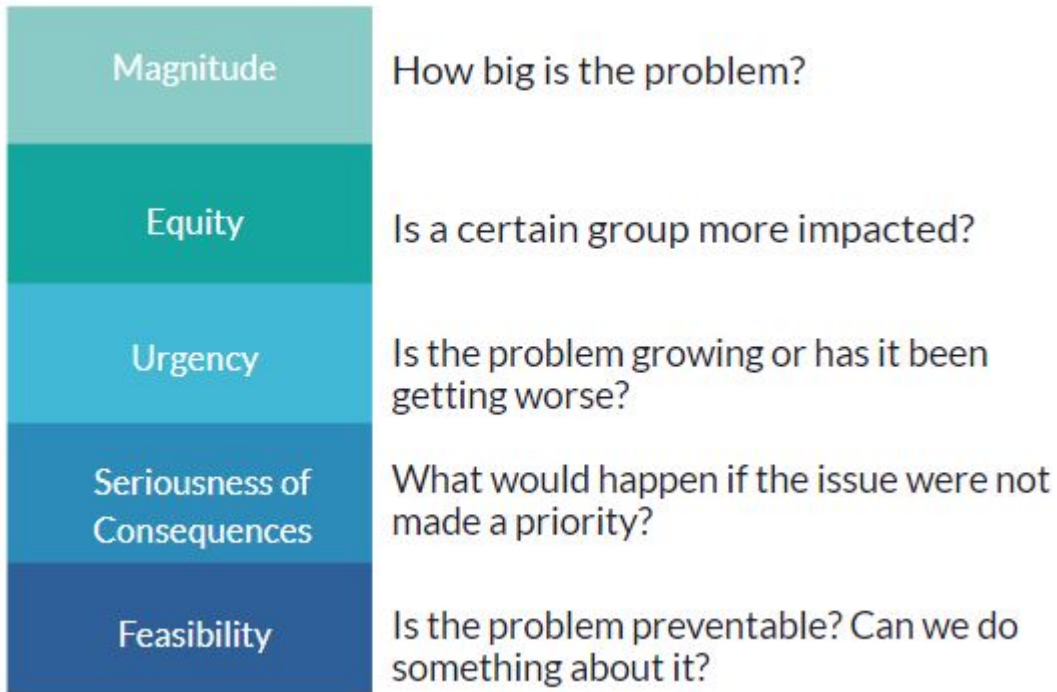 Magnitude
How big is the problem?
Equity
Is a certain group more impacted?
Urgency
Is the problem growing or has it been
getting worse?
Seriousness of
Consequences
What would happen if the issue were not
made a priority?
Feasibility
Is the problem preventable? Can we do
something about it?